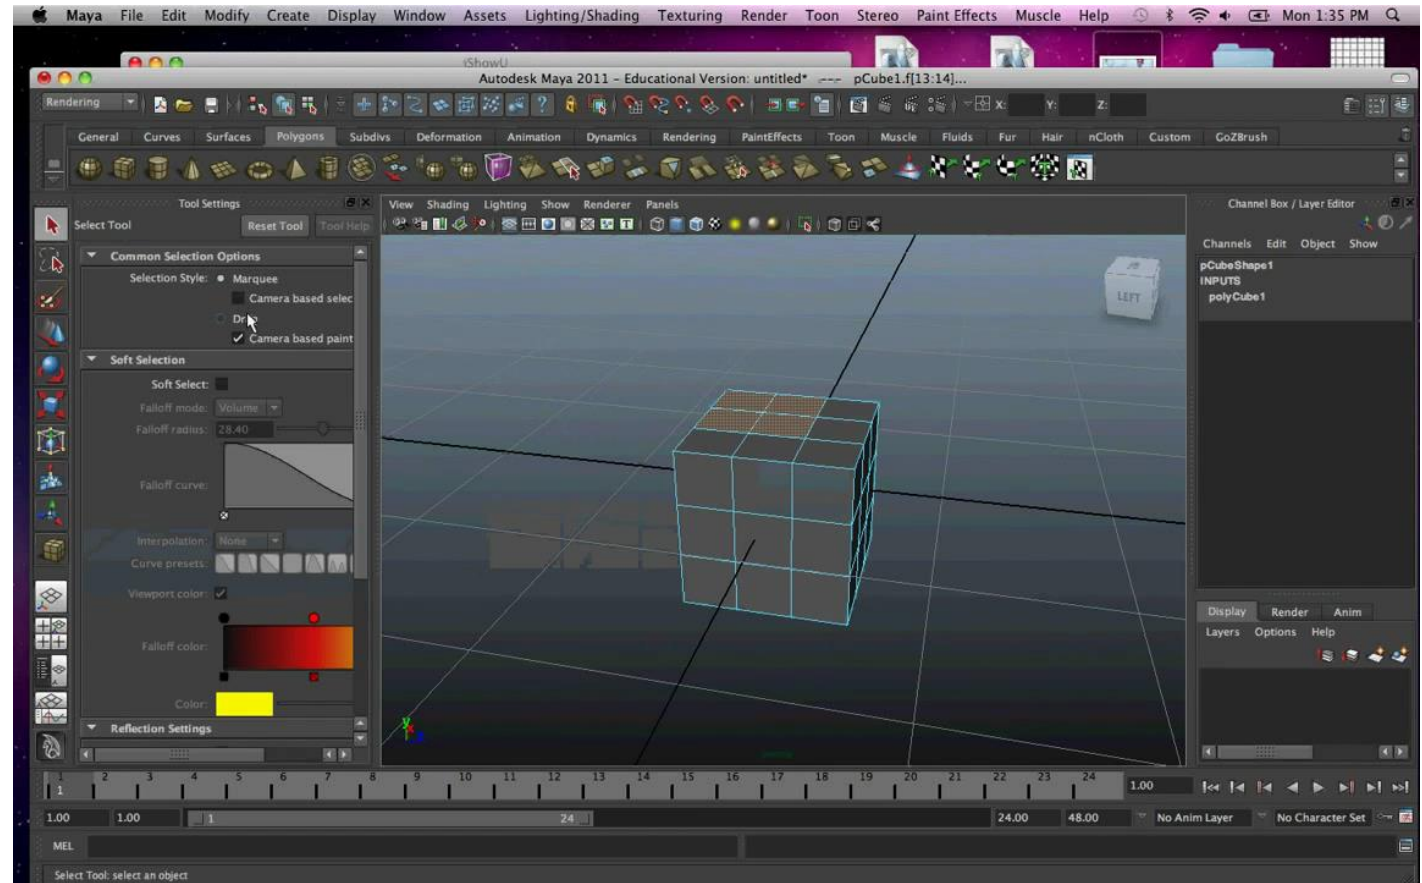 Maya File Edit Modify Create Display Window Assets Lighting/Shading Texturing Render Toon Stereo Paint Effects Muscle Help Mon 1:35 PM
iShowU
Autodesk Maya 2011 – Educational Version: untitled* --- pCube1.f[13:14]...
Rendering X: Y: Z:
General Curves Surfaces Polygons Subdivs Deformation Animation Dynamics Rendering PaintEffects Toon Muscle Fluids Fur Hair nCloth Custom GoZBrush
Tool Settings
Select Tool Reset Tool Tool Help
Common Selection Options
Selection Style: Marquee
Camera based selec
Camera based paint
Soft Selection
Soft Select:
Falloff mode: Volume
Falloff radius: 28.40
Falloff curve:
Interpolation: None
Curve presets:
Viewport color:
Falloff color:
Color:
Reflection Settings
View Shading Lighting Show Renderer Panels
LEFT
Channel Box / Layer Editor
Channels Edit Object Show
pCubeShape1
INPUTS
polyCube1
Display Render Anim
Layers Options Help
1 2 3 4 5 6 7 8 9 10 11 12 13 14 15 16 17 18 19 20 21 22 23 24
1 1.00
1.00 1.00 1 24 24.00 48.00 No Anim Layer No Character Set
MEL
Select Tool: select an object